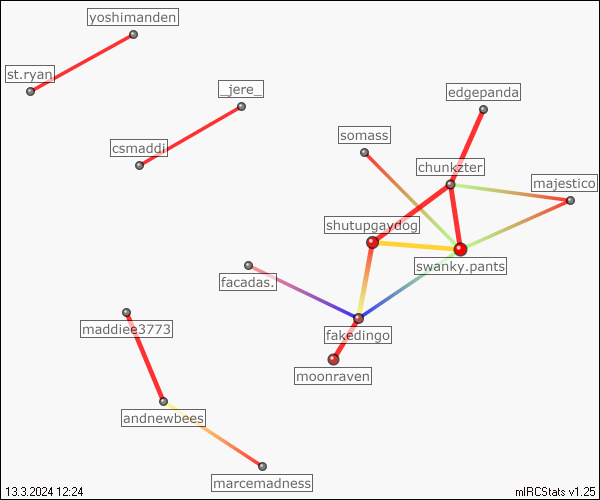 yoshimanden
st.ryan
_jere_
edgepanda
csmaddi
somass
chunkzter
majestico
shutupgaydog
swanky.pants
facadas.
maddiee3773
fakedingo
moonraven
andnewbees
marcemadness
13.3.2024 12:24
mIRCStats v1.25